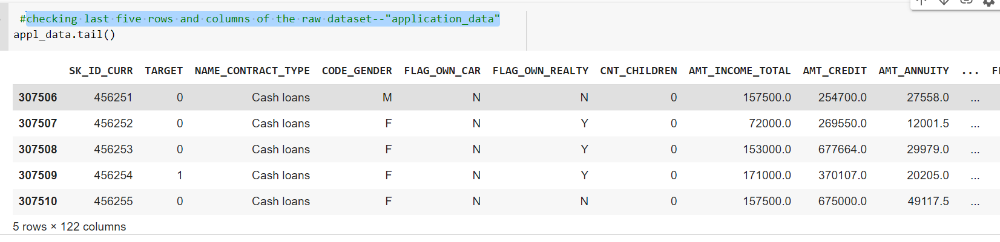 #checking last five rows and columns of the raw dataset--"application_data"
appl_data.tail()
SK_ID_CURR TARGET NAME_CONTRACT_TYPE CODE_GENDER FLAG_OWN_CAR FLAG_OWN_REALTY CNT_CHILDREN AMT_INCOME_TOTAL AMT_CREDIT AMT_ANNUITY ...
307506 456251 0 Cash loans M N N 0 157500.0 254700.0 27558.0 ...
307507 456252 0 Cash loans F N Y 0 72000.0 269550.0 12001.5 ...
307508 456253 0 Cash loans F N Y 0 153000.0 677664.0 29979.0 ...
307509 456254 1 Cash loans F N Y 0 171000.0 370107.0 20205.0 ...
307510 456255 0 Cash loans F N N 0 157500.0 675000.0 49117.5 ...
5 rows × 122 columns